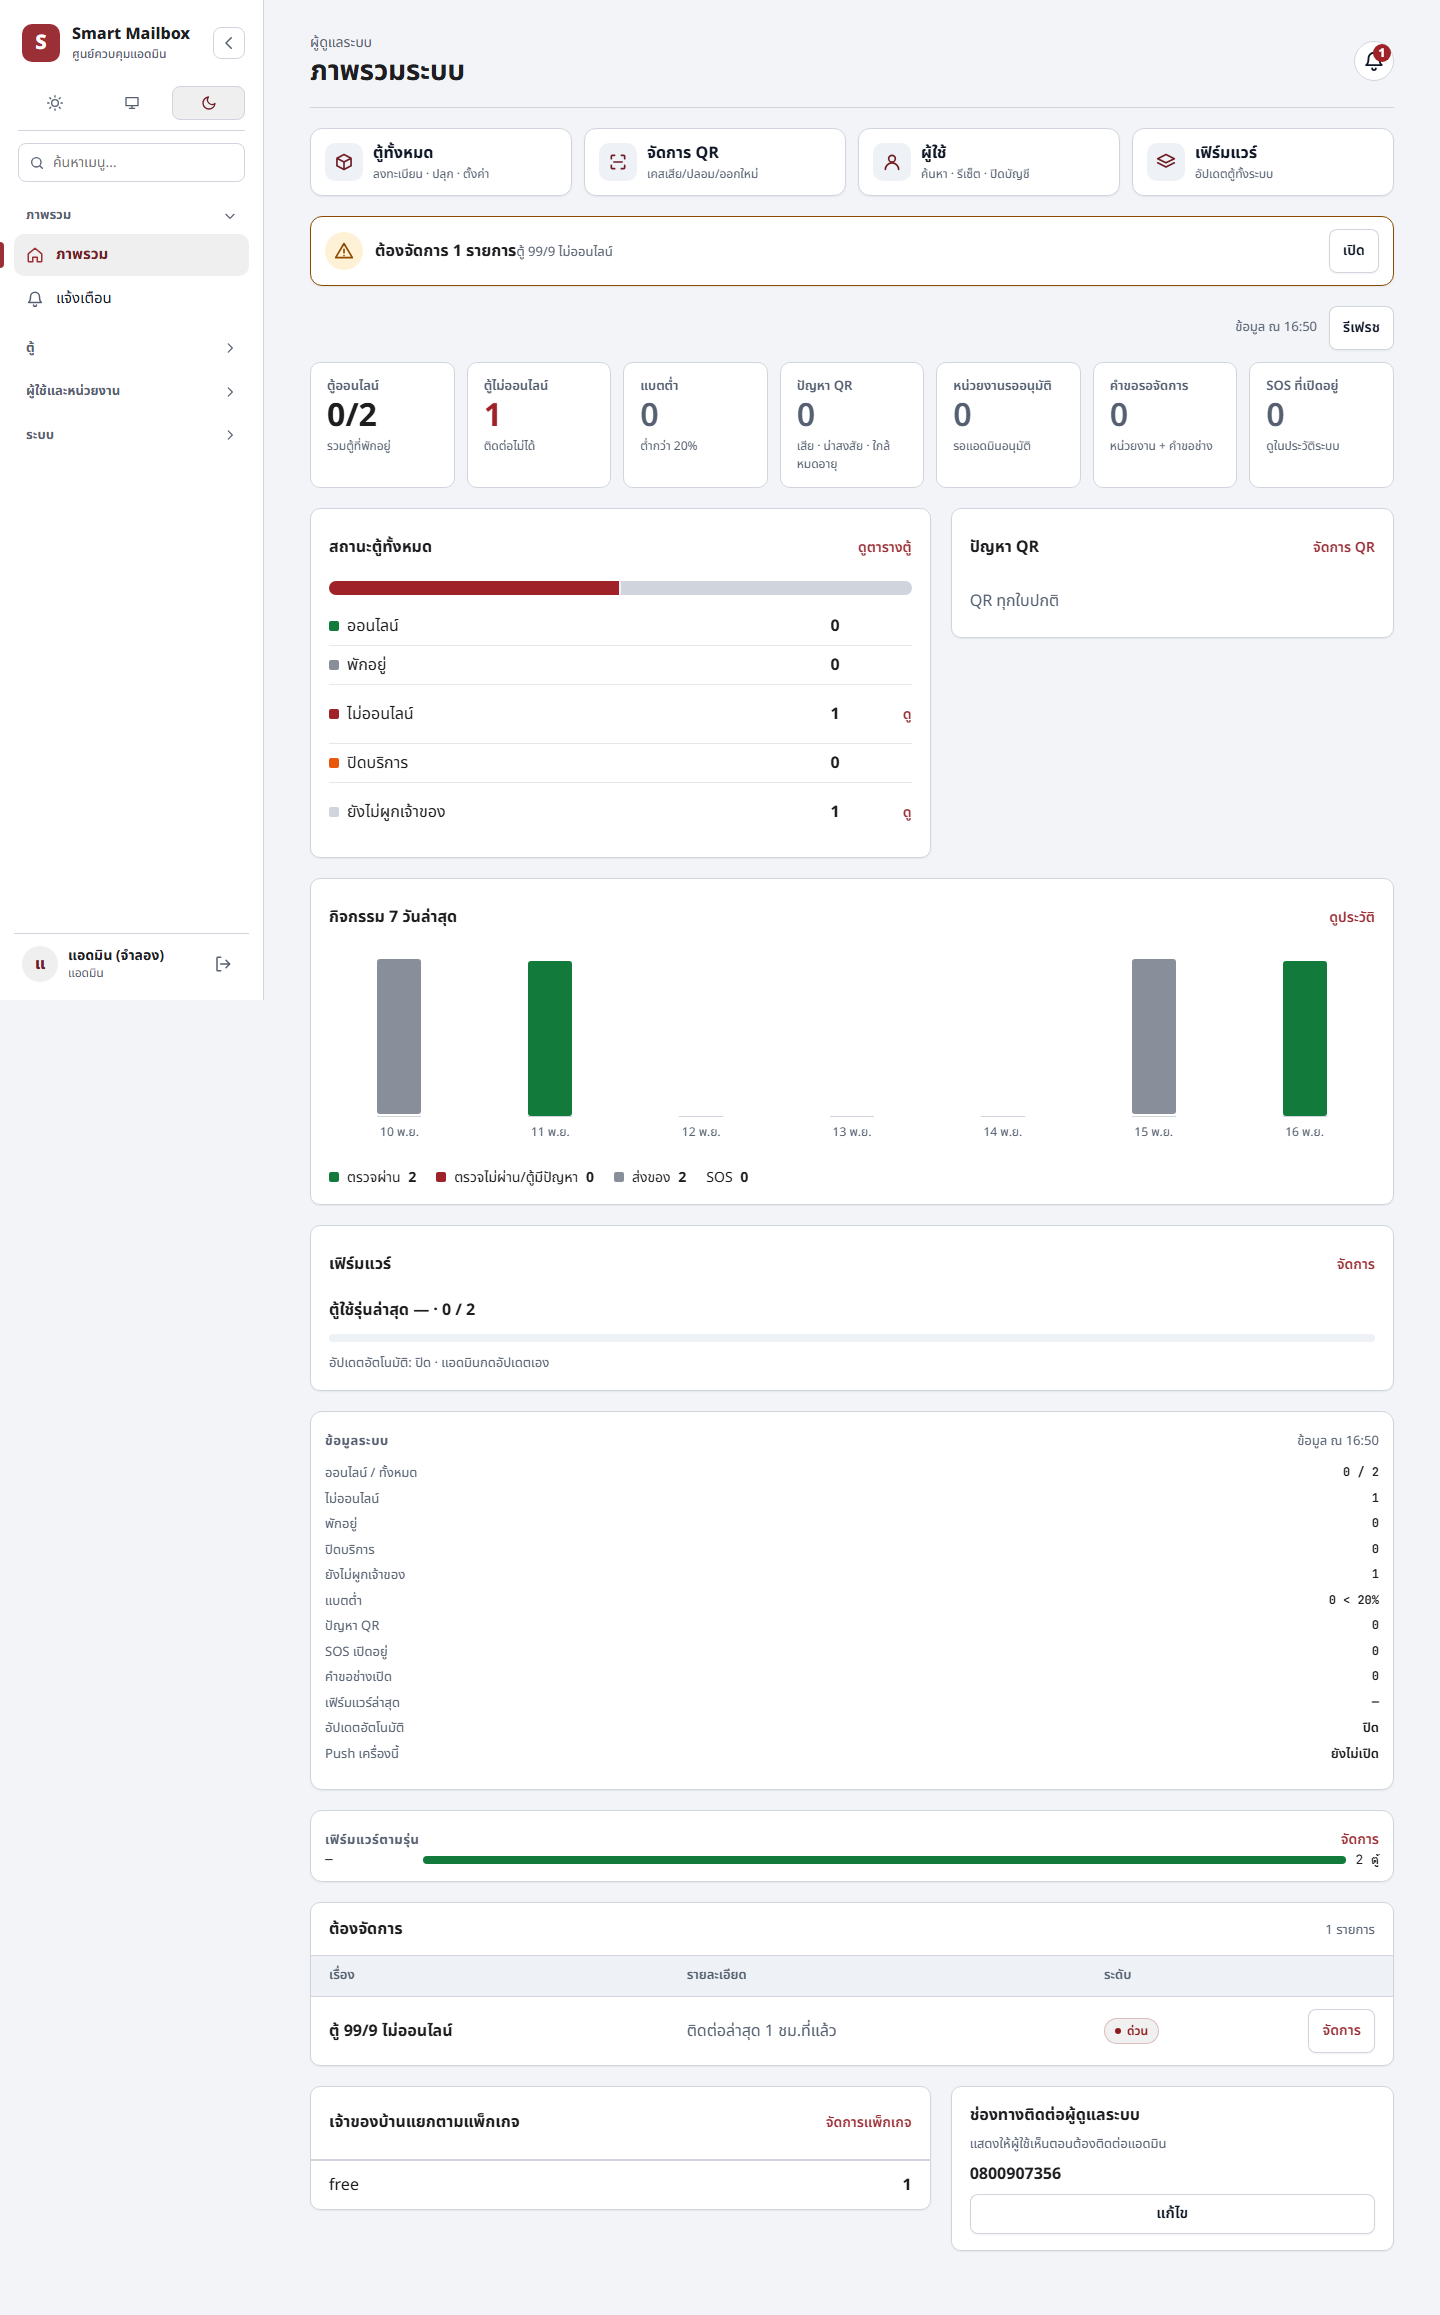 S
Smart Mailbox
ศูนย์ควบคุมแอดมิน
ค้นหาเมนู...
ภาพรวม
ภาพรวม
แจ้งเตือน
ตู้
ผู้ใช้และหน่วยงาน
ระบบ
แ
แอดมิน (จำลอง)
แอดมิน
ผู้ดูแลระบบ
ภาพรวมระบบ
1
ตู้ทั้งหมด
ลงทะเบียน · ปลุก · ตั้งค่า
จัดการ QR
เคสเสีย/ปลอม/ออกใหม่
ผู้ใช้
ค้นหา · รีเซ็ต · ปิดบัญชี
เฟิร์มแวร์
อัปเดตตู้ทั้งระบบ
ต้องจัดการ 1 รายการตู้ 99/9 ไม่ออนไลน์
เปิด
ข้อมูล ณ 16:50
รีเฟรช
ตู้ออนไลน์
0/2
รวมตู้ที่พักอยู่
ตู้ไม่ออนไลน์
1
ติดต่อไม่ได้
แบตต่ำ
0
ต่ำกว่า 20%
ปัญหา QR
0
เสีย · น่าสงสัย · ใกล้
หมดอายุ
หน่วยงานรออนุมัติ
0
รอแอดมินอนุมัติ
คำขอรอจัดการ
0
หน่วยงาน + คำขอช่าง
SOS ที่เปิดอยู่
0
ดูในประวัติระบบ
สถานะตู้ทั้งหมด
ดูตารางตู้
ออนไลน์ 0
พักอยู่ 0
ไม่ออนไลน์ 1 ดู
ปิดบริการ 0
ยังไม่ผูกเจ้าของ 1 ดู
ปัญหา QR
จัดการ QR
QR ทุกใบปกติ
กิจกรรม 7 วันล่าสุด
ดูประวัติ
10 พ.ย. 11 พ.ย. 12 พ.ย. 13 พ.ย. 14 พ.ย. 15 พ.ย. 16 พ.ย.
ตรวจผ่าน 2 ตรวจไม่ผ่าน/ตู้มีปัญหา 0 ส่งของ 2 SOS 0
เฟิร์มแวร์
จัดการ
ตู้ใช้รุ่นล่าสุด — · 0 / 2
อัปเดตอัตโนมัติ: ปิด · แอดมินกดอัปเดตเอง
ข้อมูลระบบ
ข้อมูล ณ 16:50
ออนไลน์ / ทั้งหมด 0 / 2
ไม่ออนไลน์ 1
พักอยู่ 0
ปิดบริการ 0
ยังไม่ผูกเจ้าของ 1
แบตต่ำ 0 < 20%
ปัญหา QR 0
SOS เปิดอยู่ 0
คำขอช่างเปิด 0
เฟิร์มแวร์ล่าสุด —
อัปเดตอัตโนมัติ ปิด
Push เครื่องนี้ ยังไม่เปิด
เฟิร์มแวร์ตามรุ่น
จัดการ
— 2 ตู้
ต้องจัดการ
1 รายการ
เรื่อง รายละเอียด ระดับ
ตู้ 99/9 ไม่ออนไลน์ ติดต่อล่าสุด 1 ชม.ที่แล้ว ด่วน จัดการ
เจ้าของบ้านแยกตามแพ็กเกจ
จัดการแพ็กเกจ
free 1
ช่องทางติดต่อผู้ดูแลระบบ
แสดงให้ผู้ใช้เห็นตอนต้องติดต่อแอดมิน
0800907356
แก้ไข